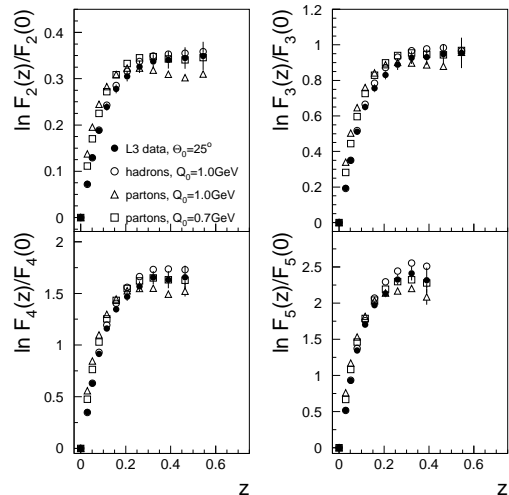 ln F₂(z)/F₂(0)
0.4
0.3
0.2
0.1
0
L3 data, Θ₀=25°
hadrons, Q₀=1.0GeV
partons, Q₀=1.0GeV
partons, Q₀=0.7GeV
ln F₃(z)/F₃(0)
1.2
1
0.8
0.6
0.4
0.2
0
ln F₄(z)/F₄(0)
2
1.5
1
0.5
0
0 0.2 0.4 0.6
z
ln F₅(z)/F₅(0)
2.5
2
1.5
1
0.5
0
0 0.2 0.4 0.6
z